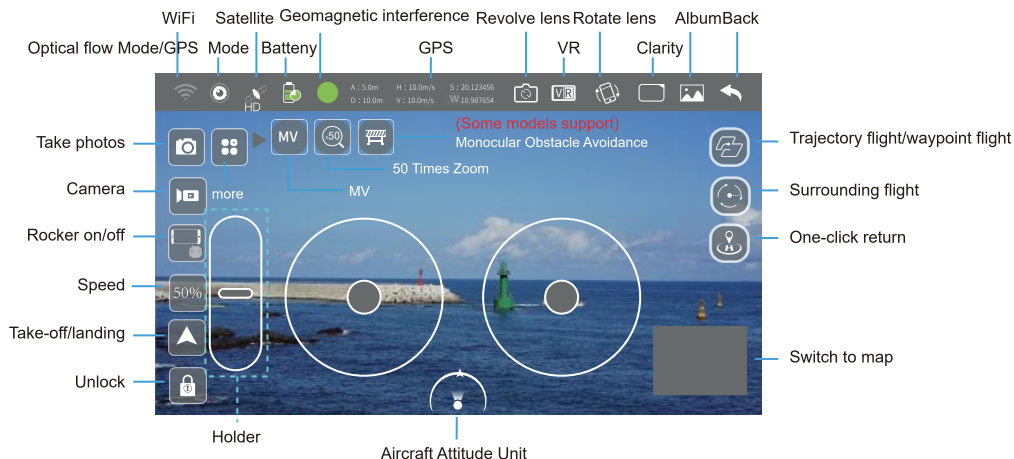 WiFi Satellite Geomagnetic interference Revolve lens Rotate lens Album Back
Optical flow Mode/GPS Mode Batteny GPS VR Clarity
HD
A : 5.0m H : 10.0m/s S : 20.123456
D : 10.0m V : 10.0m/s W 10.987654
VR
(Some models support)
Monocular Obstacle Avoidance
MV
50
50 Times Zoom
MV
more
Take photos
Camera
Rocker on/off
Speed
50%
Take-off/landing
Unlock
Holder
Aircraft Attitude Unit
Trajectory flight/waypoint flight
Surrounding flight
One-click return
Switch to map